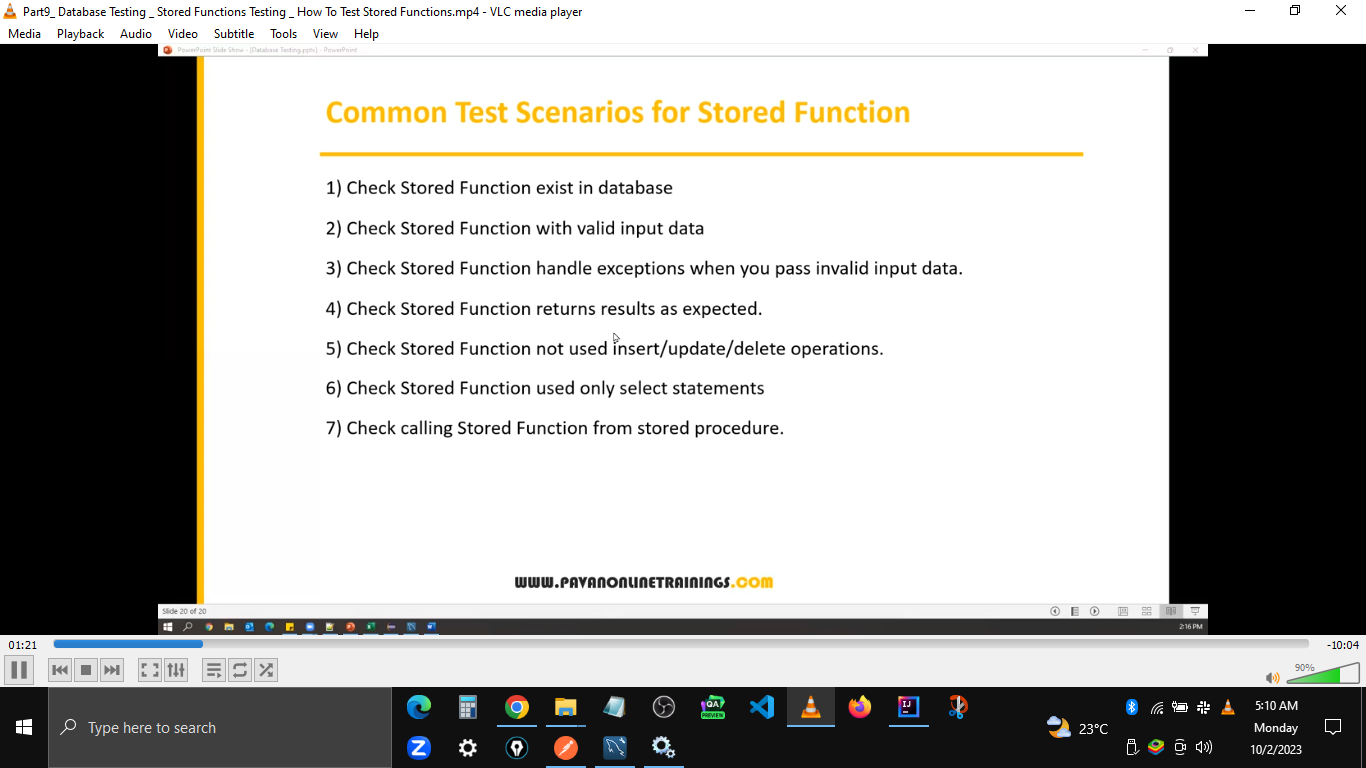 Part9_ Database Testing _ Stored Functions Testing _ How To Test Stored Functions.mp4 - VLC media player
Media Playback Audio Video Subtitle Tools View Help
PowerPoint Slide Show - [Database Testing.pptx] - PowerPoint
Common Test Scenarios for Stored Function
1) Check Stored Function exist in database
2) Check Stored Function with valid input data
3) Check Stored Function handle exceptions when you pass invalid input data.
4) Check Stored Function returns results as expected.
5) Check Stored Function not used insert/update/delete operations.
6) Check Stored Function used only select statements
7) Check calling Stored Function from stored procedure.
www.PAVANONLINETRAININGS.COM
Slide 20 of 20
2:16 PM
01:21
-10:04
90%
Type here to search
QA
PREVIEW
IJ
Z
23°C
5:10 AM
Monday
10/2/2023